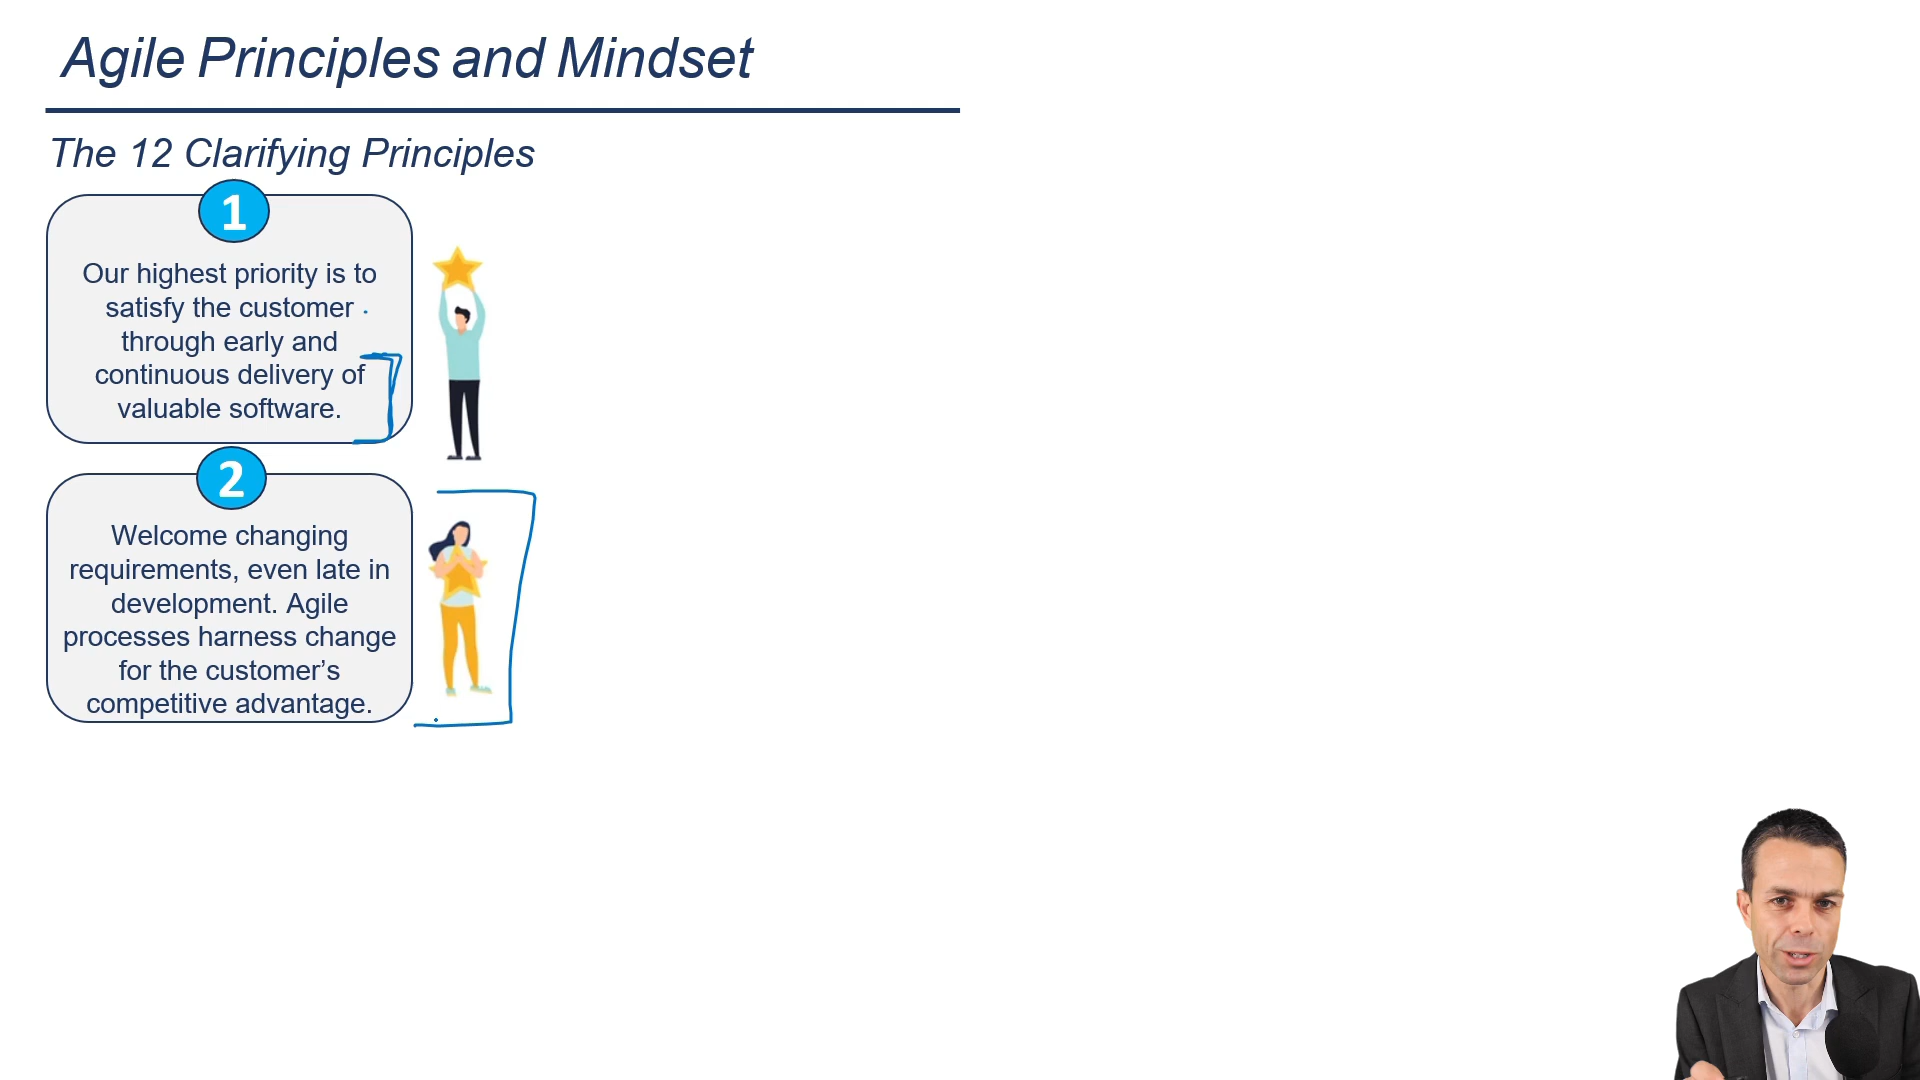 Agile Principles and Mindset
The 12 Clarifying Principles
1
Our highest priority is to
satisfy the customer
through early and
continuous delivery of
valuable software.
2
Welcome changing
requirements, even late in
development. Agile
processes harness change
for the customer’s
competitive advantage.